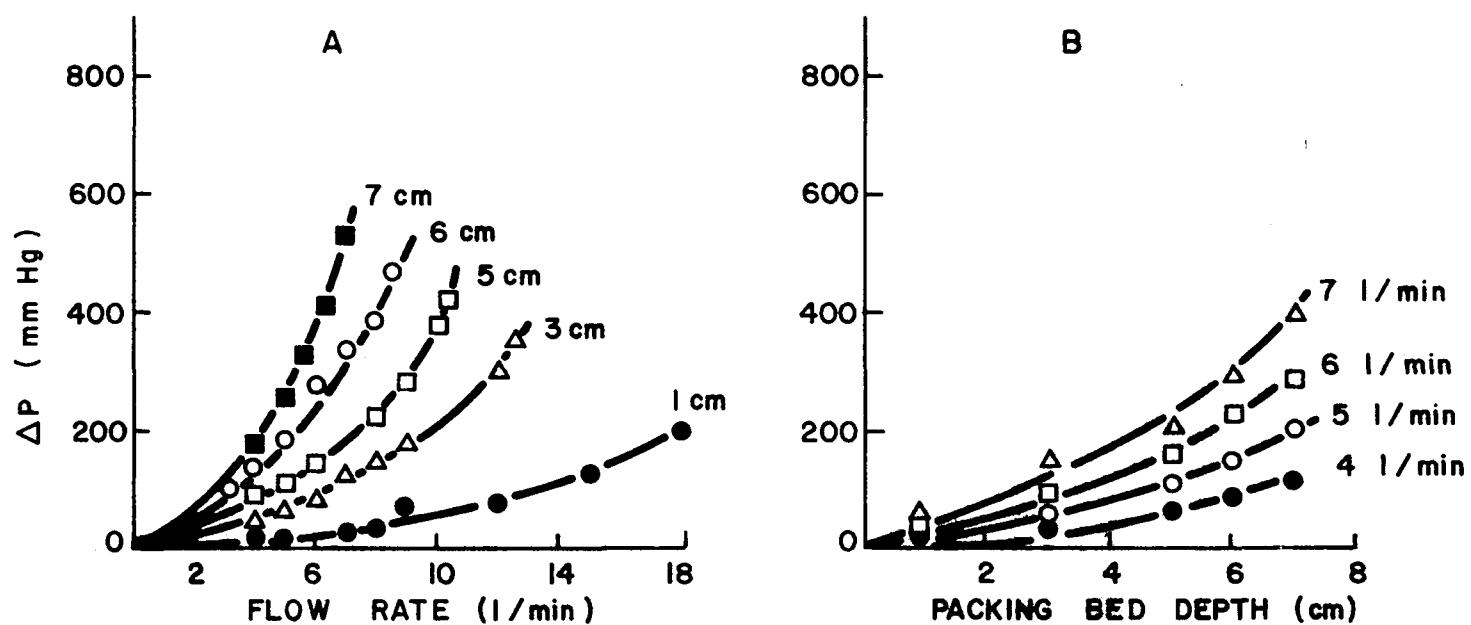 A
800
600
400
200
0
ΔP (mm Hg)
7 cm
6 cm
5 cm
3 cm
1 cm
2 6 10 14 18
FLOW RATE (l/min)
B
800
600
400
200
0
7 l/min
6 l/min
5 l/min
4 l/min
2 4 6 8
PACKING BED DEPTH (cm)